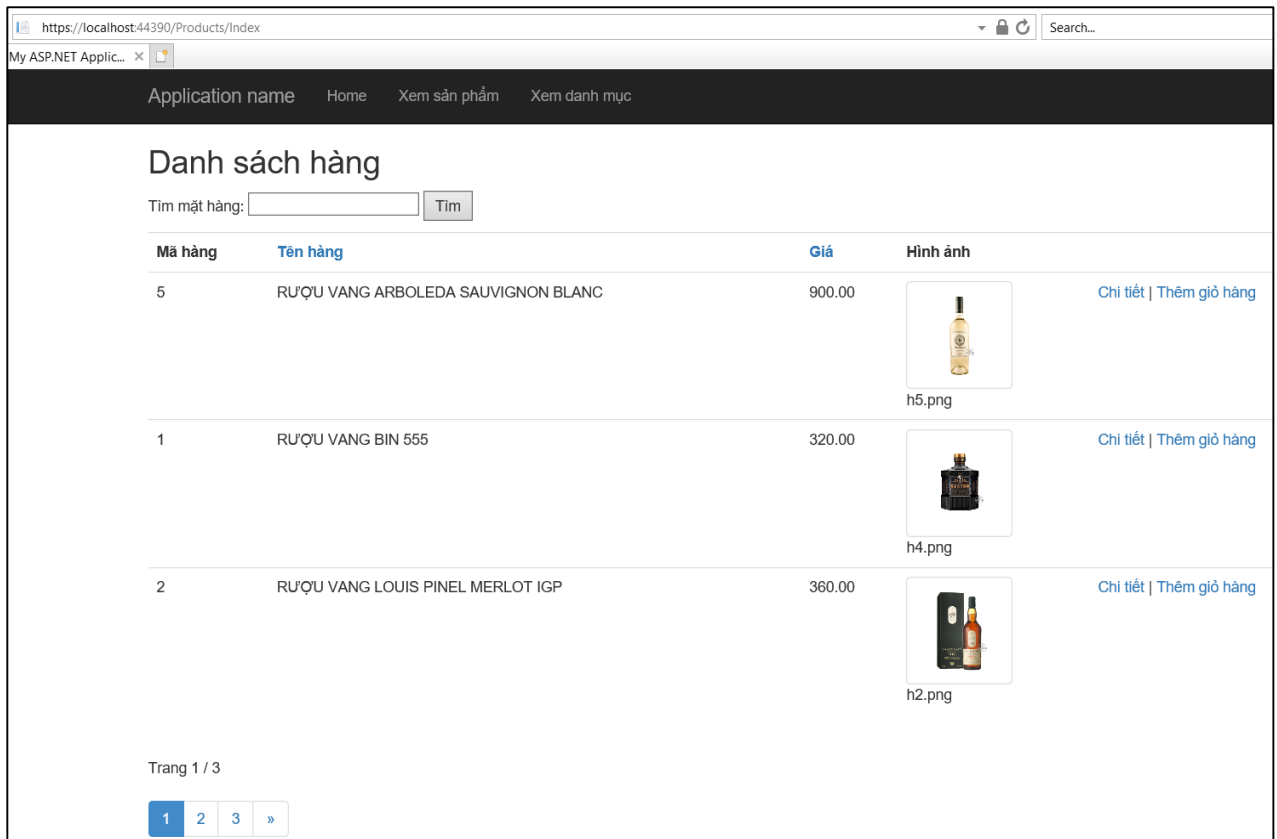 https://localhost:44390/Products/Index Search...
My ASP.NET Applic...
Application name Home Xem sản phẩm Xem danh mục
Danh sách hàng
Tìm mặt hàng: Tìm
Mã hàng Tên hàng Giá Hình ảnh
5 RƯỢU VANG ARBOLEDA SAUVIGNON BLANC 900.00 Chi tiết | Thêm giỏ hàng
h5.png
1 RƯỢU VANG BIN 555 320.00 Chi tiết | Thêm giỏ hàng
h4.png
2 RƯỢU VANG LOUIS PINEL MERLOT IGP 360.00 Chi tiết | Thêm giỏ hàng
h2.png
Trang 1 / 3
1 2 3 »